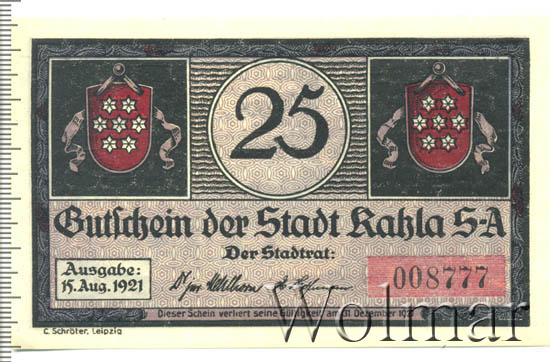 25
Gutschein der Stadt Kahla S-A
Der Stadtrat:
Ausgabe:
15. Aug. 1921
008777
Dieser Schein verliert seine Gültigkeit am 31 Dezember 1921
C. Schröter, Leipzig
Wolmar